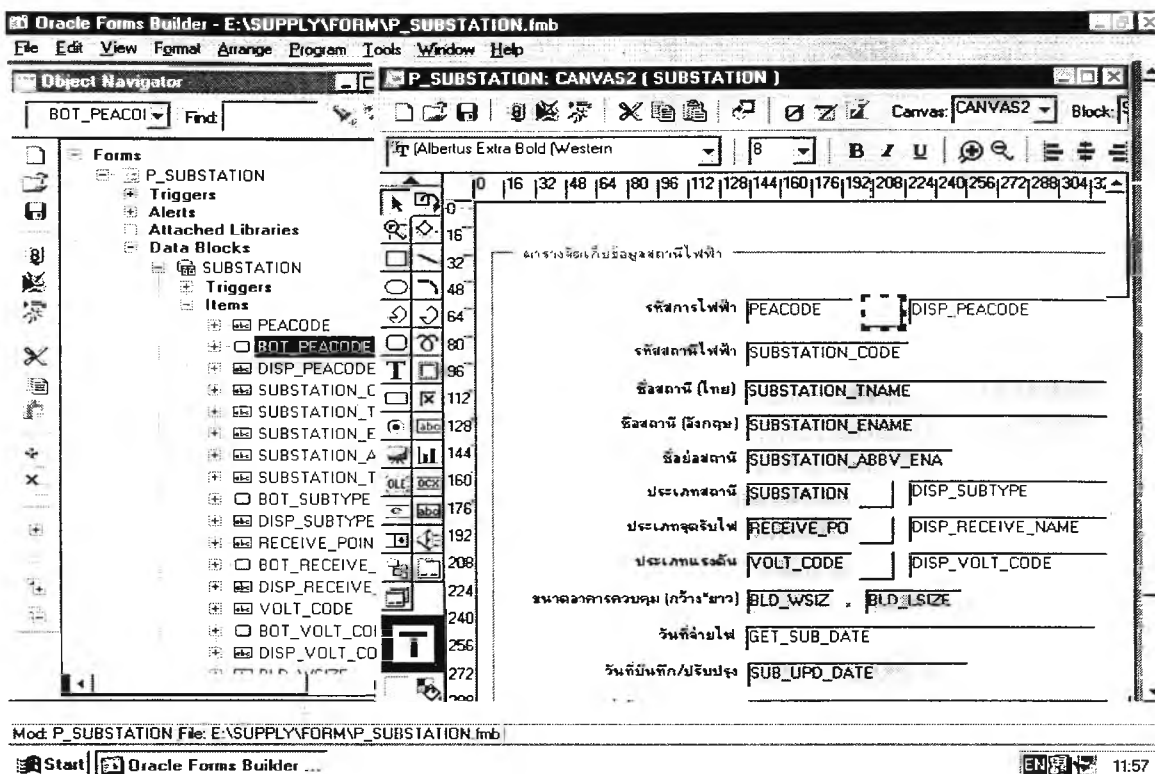 Oracle Forms Builder - E:\SUPPLY\FORM\P_SUBSTATION.fmb
File Edit View Format Arrange Program Tools Window Help
Object Navigator
BOT_PEACOI Find:
Forms
P_SUBSTATION
Triggers
Alerts
Attached Libraries
Data Blocks
SUBSTATION
Triggers
Items
PEACODE
BOT_PEACODE
DISP_PEACODE
SUBSTATION_C
SUBSTATION_T
SUBSTATION_E
SUBSTATION_A
SUBSTATION_T
BOT_SUBTYPE
DISP_SUBTYPE
RECEIVE_POIN
BOT_RECEIVE_
DISP_RECEIVE_
VOLT_CODE
BOT_VOLT_COI
DISP_VOLT_CO
P_SUBSTATION: CANVAS2 ( SUBSTATION )
Canvas: CANVAS2 Block: S
(Albertus Extra Bold (Western 8 B I U
0 16 32 48 64 80 96 112 128 144 160 176 192 208 224 240 256 272 288 304
0
16
32
48
64
80
96
112
128
144
160
176
192
208
224
240
256
272
ตารางจัดเก็บข้อมูลสถานีไฟฟ้า
รหัสการไฟฟ้า PEACODE DISP_PEACODE
รหัสสถานีไฟฟ้า SUBSTATION_CODE
ชื่อสถานี (ไทย) SUBSTATION_TNAME
ชื่อสถานี (อังกฤษ) SUBSTATION_ENAME
ชื่อย่อสถานี SUBSTATION_ABBV_ENA
ประเภทสถานี SUBSTATION DISP_SUBTYPE
ประเภทจุดรับไฟ RECEIVE_PO DISP_RECEIVE_NAME
ประเภทแรงดัน VOLT_CODE DISP_VOLT_CODE
ขนาดอาคารควบคุม (กว้าง*ยาว) BLD_WSIZ , BLD_LSIZE
วันที่จ่ายไฟ GET_SUB_DATE
วันที่บันทึก/ปรับปรุง SUB_UPD_DATE
Mod: P_SUBSTATION File: E:\SUPPLY\FORM\P_SUBSTATION.fmb
Start Oracle Forms Builder ... EN 11:57